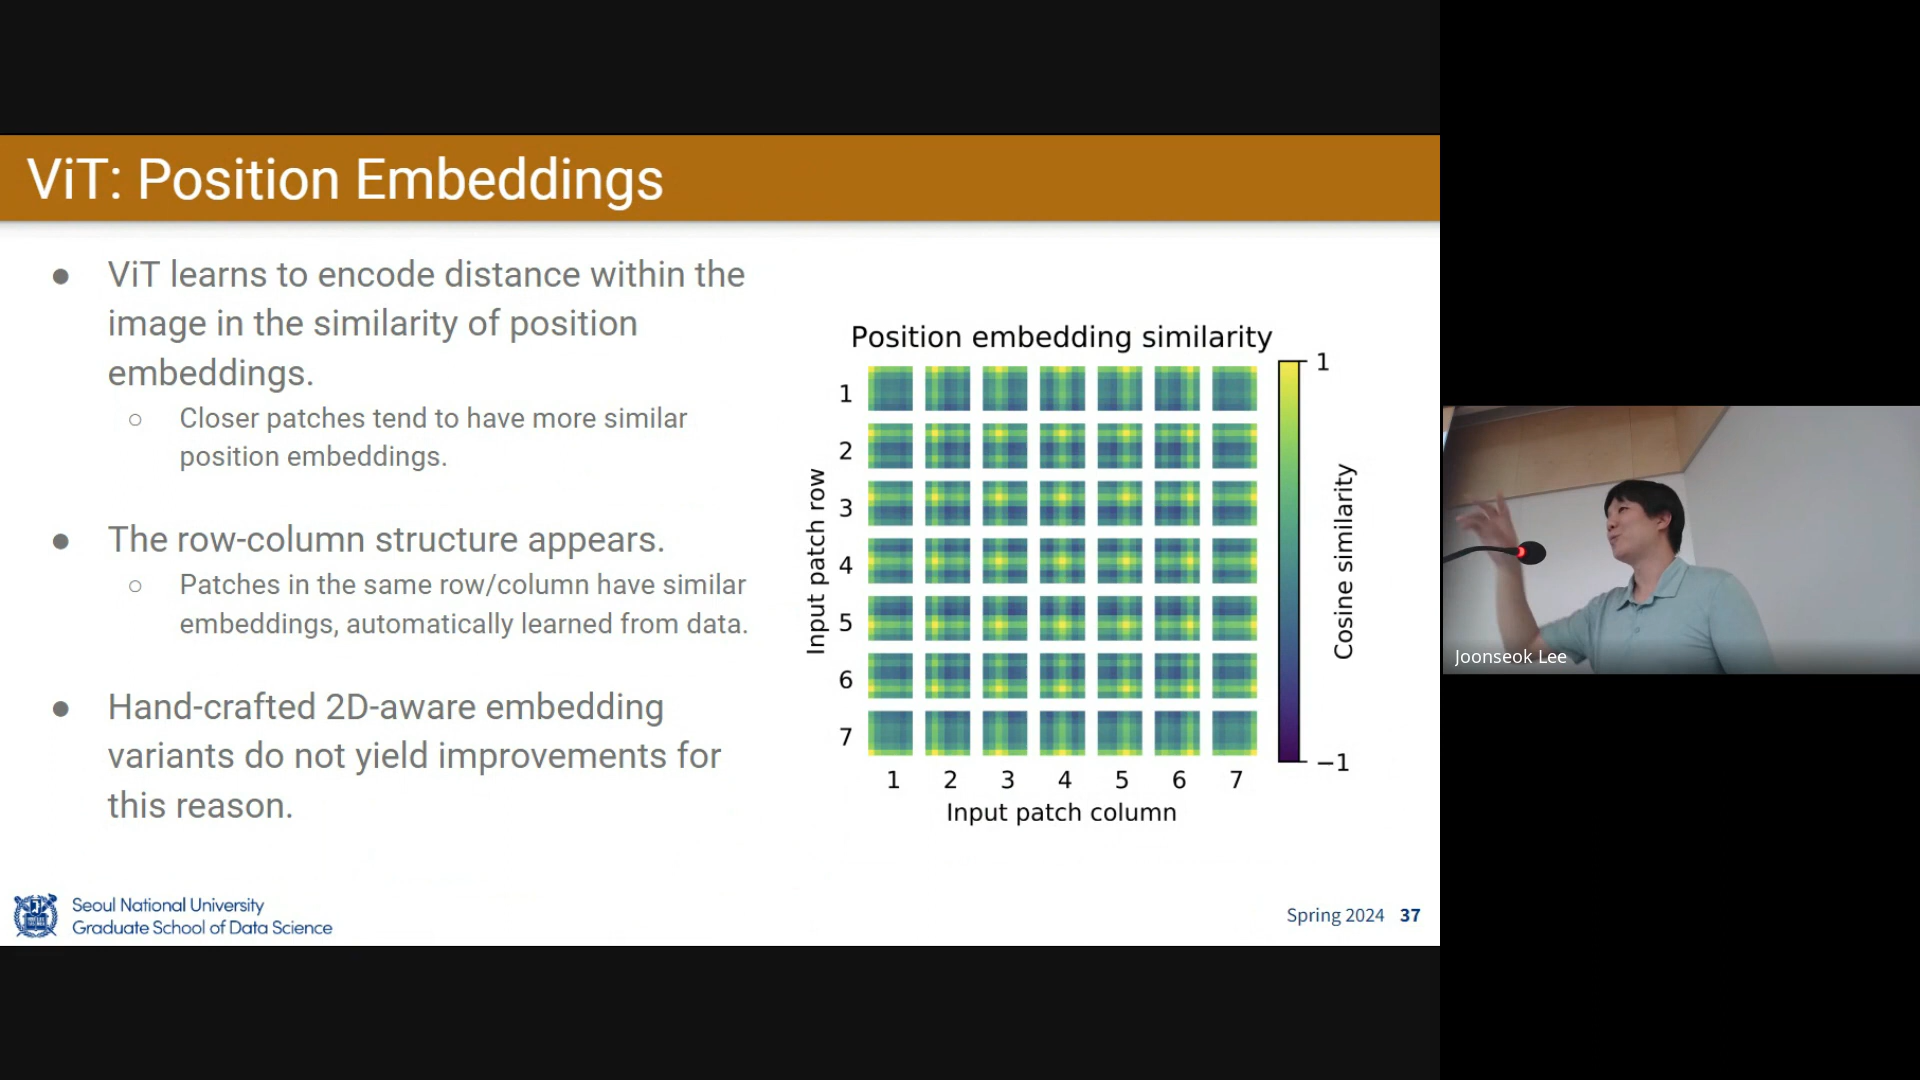 ViT: Position Embeddings
● ViT learns to encode distance within the
image in the similarity of position
embeddings.
○ Closer patches tend to have more similar
position embeddings.
● The row-column structure appears.
○ Patches in the same row/column have similar
embeddings, automatically learned from data.
● Hand-crafted 2D-aware embedding
variants do not yield improvements for
this reason.
Position embedding similarity
Input patch row
1
2
3
4
5
6
7
1 2 3 4 5 6 7
Input patch column
1
−1
Cosine similarity
Seoul National University
Graduate School of Data Science
Spring 2024 37
Joonseok Lee